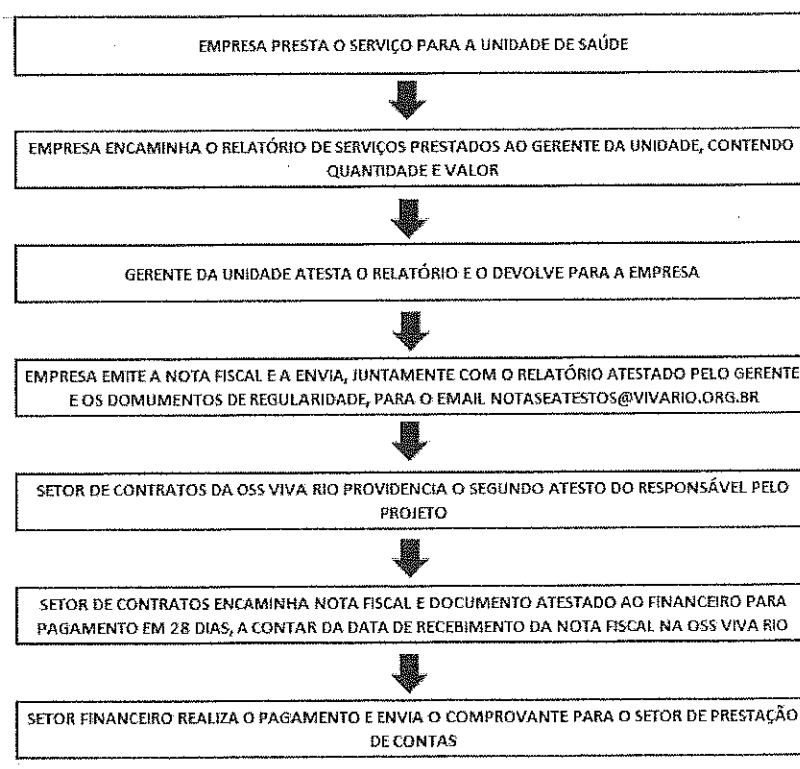 EMPRESA PRESTA O SERVIÇO PARA A UNIDADE DE SAÚDE
EMPRESA ENCAMINHA O RELATÓRIO DE SERVIÇOS PRESTADOS AO GERENTE DA UNIDADE, CONTENDO
QUANTIDADE E VALOR
GERENTE DA UNIDADE ATESTA O RELATÓRIO E O DEVOLVE PARA A EMPRESA
EMPRESA EMITE A NOTA FISCAL E A ENVIA, JUNTAMENTE COM O RELATÓRIO ATESTADO PELO GERENTE
E OS DOMUMENTOS DE REGULARIDADE, PARA O EMAIL NOTASEATESTOS@VIVARIO.ORG.BR
SETOR DE CONTRATOS DA OSS VIVA RIO PROVIDENCIA O SEGUNDO ATESTO DO RESPONSÁVEL PELO
PROJETO
SETOR DE CONTRATOS ENCAMINHA NOTA FISCAL E DOCUMENTO ATESTADO AO FINANCEIRO PARA
PAGAMENTO EM 28 DIAS, A CONTAR DA DATA DE RECEBIMENTO DA NOTA FISCAL NA OSS VIVA RIO
SETOR FINANCEIRO REALIZA O PAGAMENTO E ENVIA O COMPROVANTE PARA O SETOR DE PRESTAÇÃO
DE CONTAS